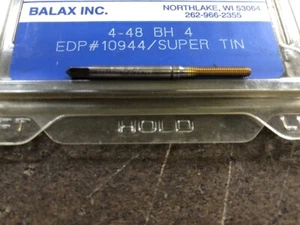 BALAX INC.
NORTHLAKE, WI 53064
262-966-2355
4-48 BH 4
EDP#10944/SUPER TIN
HOLD